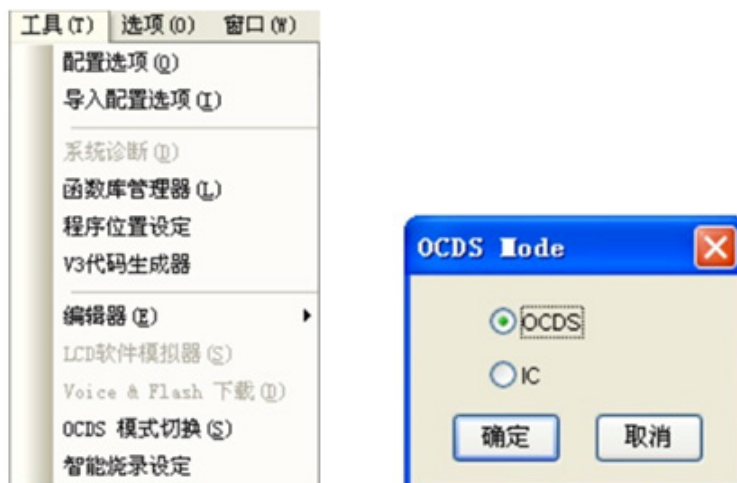 工具(T) 选项(O) 窗口(W)
配置选项(Q)
导入配置选项(I)
系统诊断(D)
函数库管理器(L)
程序位置设定
V3代码生成器
编辑器(E)
LCD软件模拟器(S)
Voice & Flash 下载(D)
OCDS 模式切换(S)
智能烧录设定
OCDS Mode
OCDS
IC
确定 取消